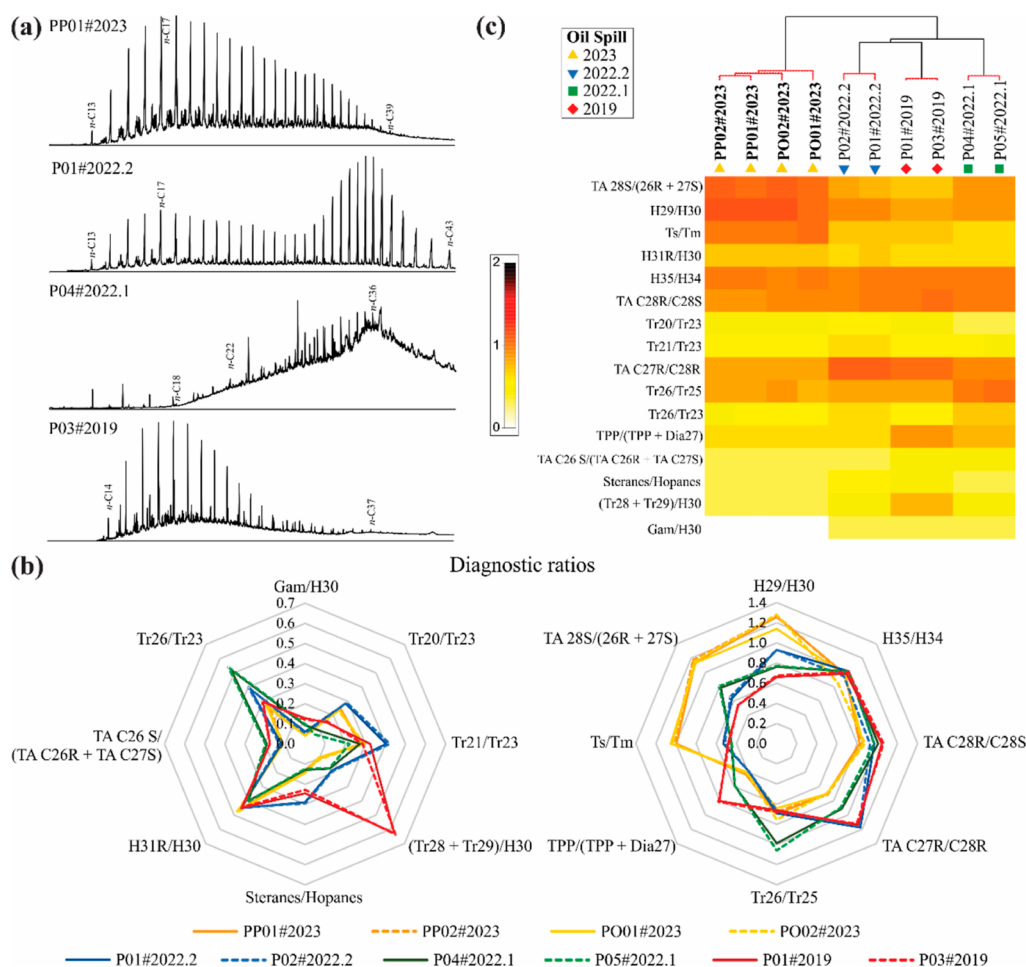 (a)
PP01#2023
n-C13
n-C17
n-C39
P01#2022.2
n-C13
n-C17
n-C43
P04#2022.1
n-C18
n-C22
n-C36
P03#2019
n-C14
n-C37
(c)
Oil Spill
2023
2022.2
2022.1
2019
PP02#2023
PP01#2023
PO02#2023
PO01#2023
P02#2022.2
P01#2022.2
P01#2019
P03#2019
P04#2022.1
P05#2022.1
2
1
0
TA 28S/(26R + 27S)
H29/H30
Ts/Tm
H31R/H30
H35/H34
TA C28R/C28S
Tr20/Tr23
Tr21/Tr23
TA C27R/C28R
Tr26/Tr25
Tr26/Tr23
TPP/(TPP + Dia27)
TA C26 S/(TA C26R + TA C27S)
Steranes/Hopanes
(Tr28 + Tr29)/H30
Gam/H30
(b)
Diagnostic ratios
Gam/H30
0.7
0.6
0.5
0.4
0.3
0.2
0.1
0.0
Tr20/Tr23
Tr21/Tr23
(Tr28 + Tr29)/H30
Steranes/Hopanes
H31R/H30
TA C26 S/
(TA C26R + TA C27S)
Tr26/Tr23
H29/H30
1.4
1.2
1.0
0.8
0.6
0.4
0.2
0.0
H35/H34
TA C28R/C28S
TA C27R/C28R
Tr26/Tr25
TPP/(TPP + Dia27)
Ts/Tm
TA 28S/(26R + 27S)
PP01#2023
PP02#2023
PO01#2023
PO02#2023
P01#2022.2
P02#2022.2
P04#2022.1
P05#2022.1
P01#2019
P03#2019